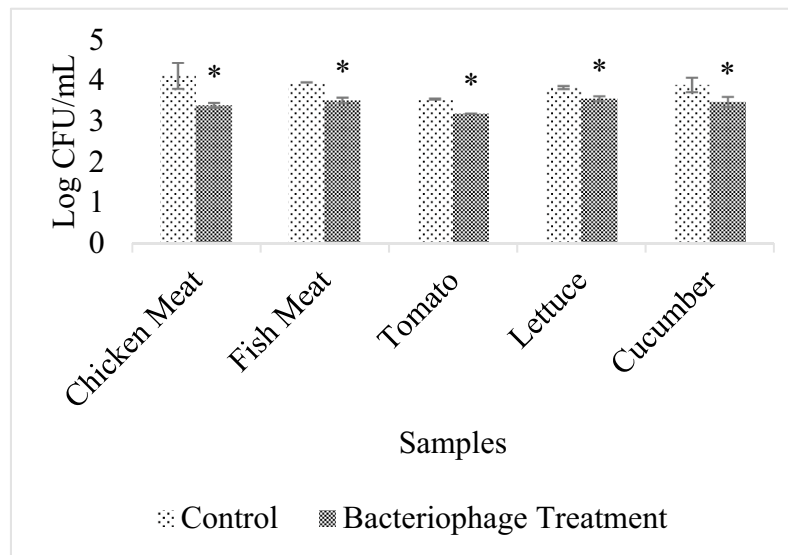 Log CFU/mL
5
4
3
2
1
0
* * * * *
Chicken Meat
Fish Meat
Tomato
Lettuce
Cucumber
Samples
Control Bacteriophage Treatment